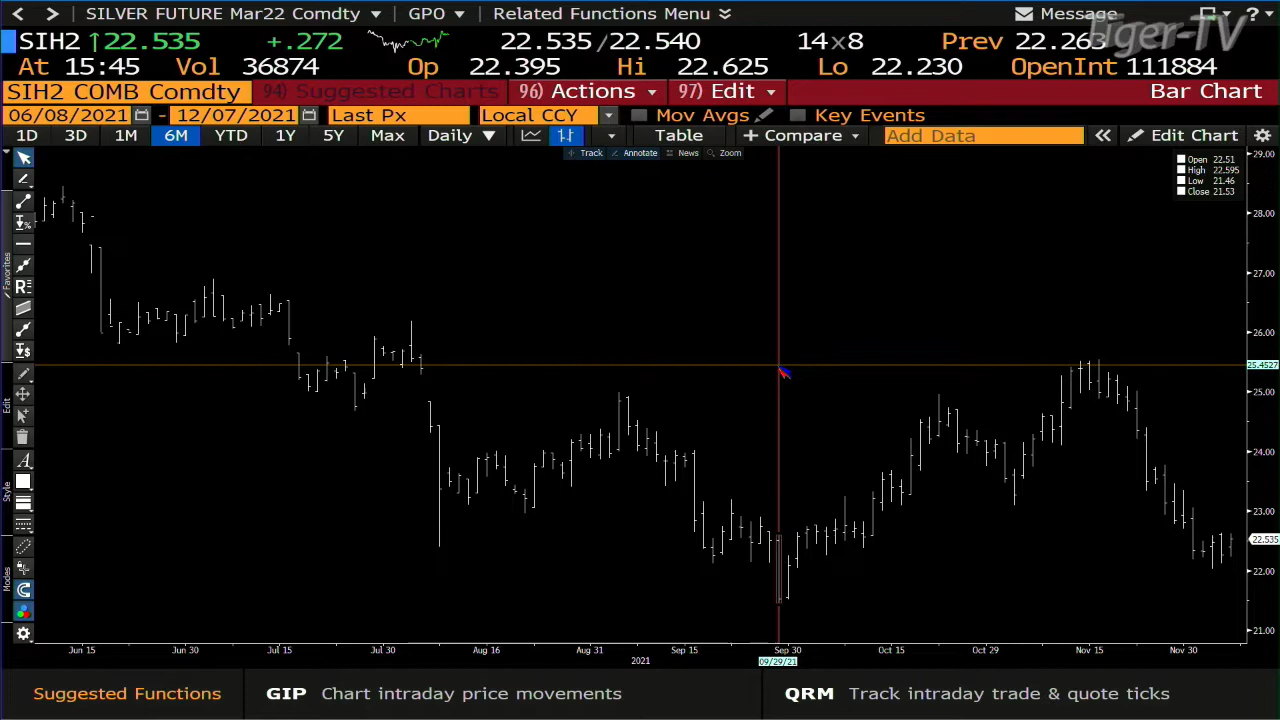 < > SILVER FUTURE Mar22 Comdty GPO Related Functions Menu Message ?
Tiger-TV
SIH2 ↑22.535 +.272 22.535/22.540 14x8 Prev 22.263
At 15:45 Vol 36874 Op 22.395 Hi 22.625 Lo 22.230 OpenInt 111884
SIH2 COMB Comdty 94) Suggested Charts 96) Actions 97) Edit Bar Chart
06/08/2021 - 12/07/2021 Last Px Local CCY Mov Avgs Key Events
1D 3D 1M 6M YTD 1Y 5Y Max Daily ▼ Table + Compare Add Data « Edit Chart
Track Annotate News Zoom
Open 22.51
High 22.595
Low 21.46
Close 21.53
29.00
28.00
27.00
26.00
25.4527
25.00
24.00
23.00
22.535
22.00
21.00
Favorites
Edit
Style
Modes
Jun 15 Jun 30 Jul 15 Jul 30 Aug 16 Aug 31 Sep 15 Sep 30 Oct 15 Oct 29 Nov 15 Nov 30
2021 09/29/21
Suggested Functions GIP Chart intraday price movements QRM Track intraday trade & quote ticks